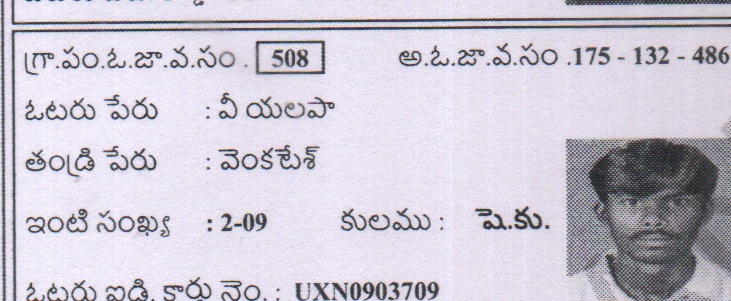 గ్రా.పం.ఓ.జా.వ.సం. 508 అ.ఓ.జా.వ.సం .175 - 132 - 486
ఓటరు పేరు : వీ యలపా
తండ్రి పేరు : వెంకటేశ్
ఇంటి సంఖ్య : 2-09 కులము : షె.కు.
ఓటరు ఐడి. కార్డు నెం. : UXN0903709